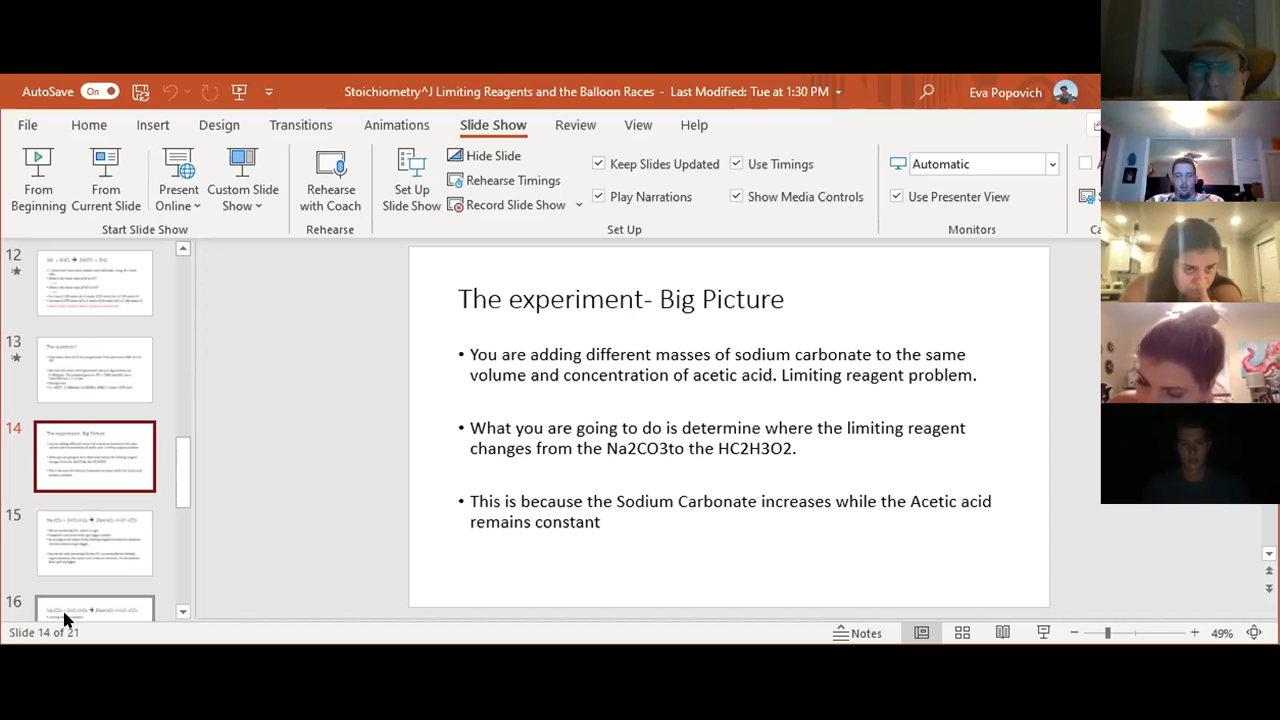 AutoSave On Stoichiometry^J Limiting Reagents and the Balloon Races - Last Modified: Tue at 1:30 PM Eva Popovich
File Home Insert Design Transitions Animations Slide Show Review View Help
From Beginning
From Current Slide
Present Online
Custom Slide Show
Start Slide Show
Rehearse with Coach
Rehearse
Set Up Slide Show
Hide Slide
Rehearse Timings
Record Slide Show
Keep Slides Updated
Play Narrations
Use Timings
Show Media Controls
Set Up
Automatic
Use Presenter View
Monitors
12
13
14
The experiment- Big Picture
15
16
The experiment- Big Picture
• You are adding different masses of sodium carbonate to the same
volume and concentration of acetic acid. Limiting reagent problem.
• What you are going to do is determine when the limiting reagent
changes from the Na2CO3to the HC2H3O2.
• This is because the Sodium Carbonate increases while the Acetic acid
remains constant
Slide 14 of 21 Notes 49%